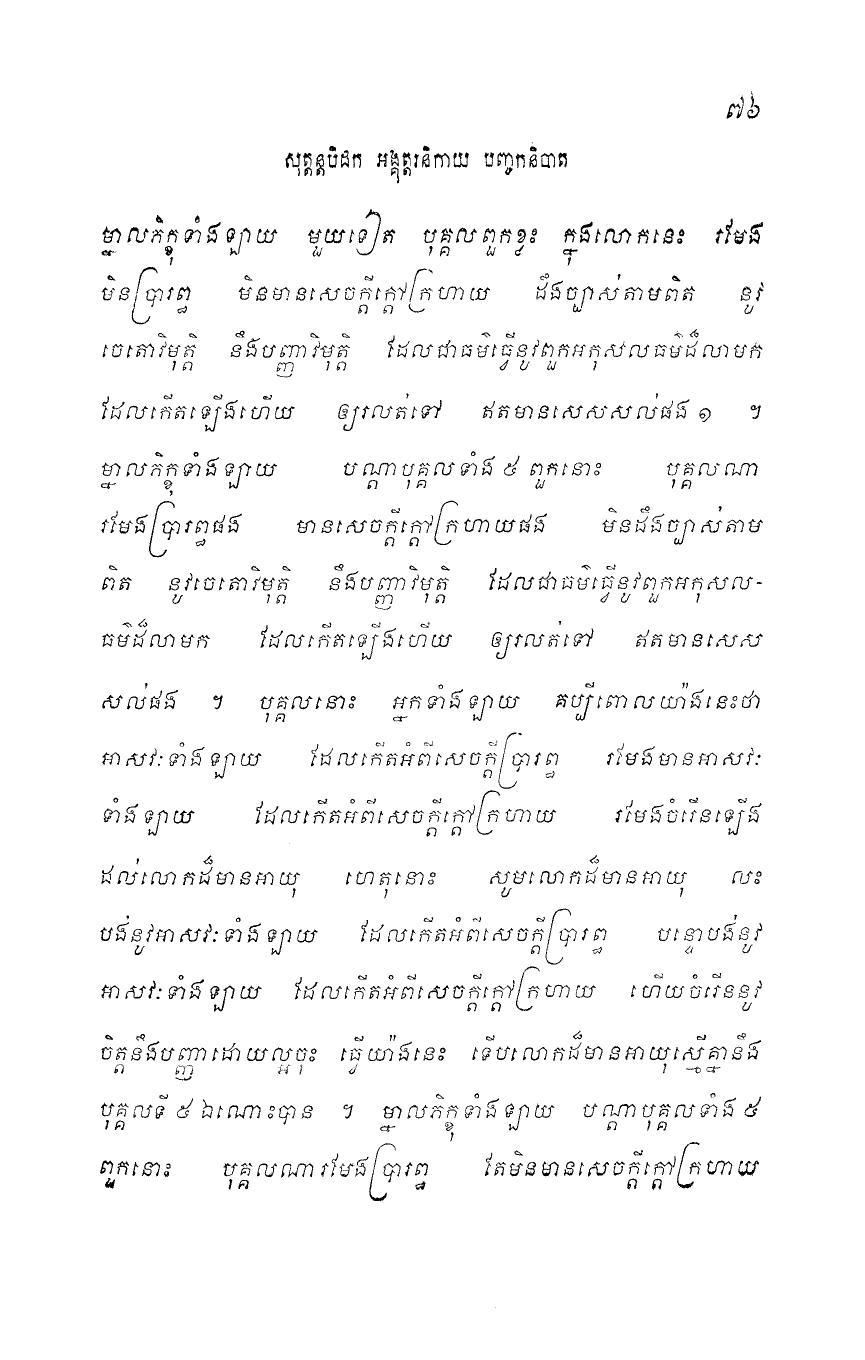 ៧៦
សុត្តន្តបិដក អង្គុត្តរនិកាយ បញ្ចកនិបាត
ម្នាលភិក្ខុទាំងឡាយ មួយទៀត បុគ្គលពួកខ្លះ ក្នុងលោកនេះ រមែង
មិនប្រារព្ធ មិនមានសេចក្តីក្តៅក្រហាយ ដឹងច្បាស់តាមពិត នូវ
ចេតោវិមុត្តិ នឹងបញ្ញាវិមុត្តិ ដែលជាធម៌ធ្វើនូវពួកអកុសលធម៌ដ៏លាមក
ដែលកើតឡើងហើយ ឲ្យរលត់ទៅ ឥតមានសេសសល់ផង ១ ។
ម្នាលភិក្ខុទាំងឡាយ បណ្តាបុគ្គលទាំង ៥ ពួកនោះ បុគ្គលណា
រមែងប្រារព្ធផង មានសេចក្តីក្តៅក្រហាយផង មិនដឹងច្បាស់តាម
ពិត នូវចេតោវិមុត្តិ នឹងបញ្ញាវិមុត្តិ ដែលជាធម៌ធ្វើនូវពួកអកុសល-
ធម៌ដ៏លាមក ដែលកើតឡើងហើយ ឲ្យរលត់ទៅ ឥតមានសេស
សល់ផង ។ បុគ្គលនោះ អ្នកទាំងឡាយ គប្បីពោលយ៉ាងនេះថា
អាសវៈទាំងឡាយ ដែលកើតអំពីសេចក្តីប្រារព្ធ រមែងមានអាសវៈ
ទាំងឡាយ ដែលកើតអំពីសេចក្តីក្តៅក្រហាយ រមែងចំរើនឡើង
ដល់លោកដ៏មានអាយុ ហេតុនោះ សូមលោកដ៏មានអាយុ លះ
បង់នូវអាសវៈទាំងឡាយ ដែលកើតអំពីសេចក្តីប្រារព្ធ បន្ទោបង់នូវ
អាសវៈទាំងឡាយ ដែលកើតអំពីសេចក្តីក្តៅក្រហាយ ហើយចំរើននូវ
ចិត្តនឹងបញ្ញាដោយល្អចុះ ធ្វើយ៉ាងនេះ ទើបលោកដ៏មានអាយុស្មើគ្នានឹង
បុគ្គលទី ៥ ឯណោះបាន ។ ម្នាលភិក្ខុទាំងឡាយ បណ្តាបុគ្គលទាំង ៥
ពួកនោះ បុគ្គលណារមែងប្រារព្ធ តែមិនមានសេចក្តីក្តៅក្រហាយ